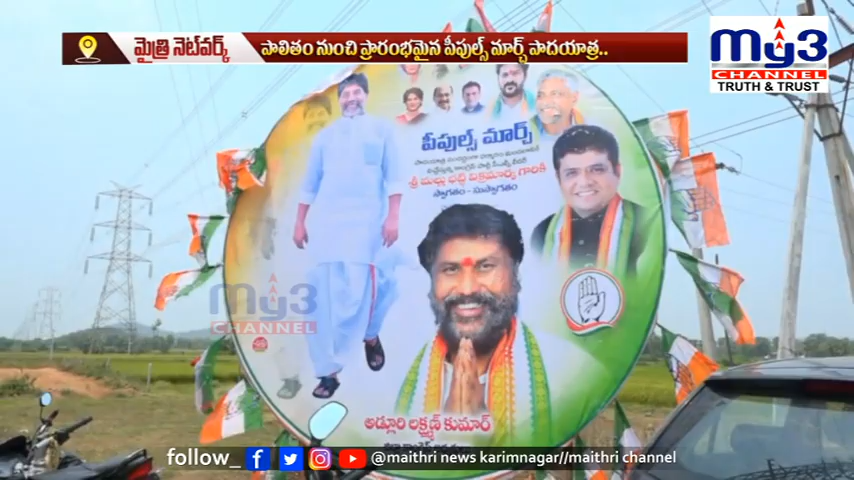 మైత్రి నెట్‌వర్క్
పాలితం నుంచి ప్రారంభమైన పీపుల్స్ మార్చ్ పాదయాత్ర..
My3
CHANNEL
TRUTH & TRUST
పీపుల్స్ మార్చ్
శ్రీ మల్లు భట్టి విక్రమార్క గారికి
స్వాగతం - సుస్వాగతం
My3
CHANNEL
అడ్లూరి లక్ష్మణ్ కుమార్
follow_ @maithri news karimnagar//maithri channel